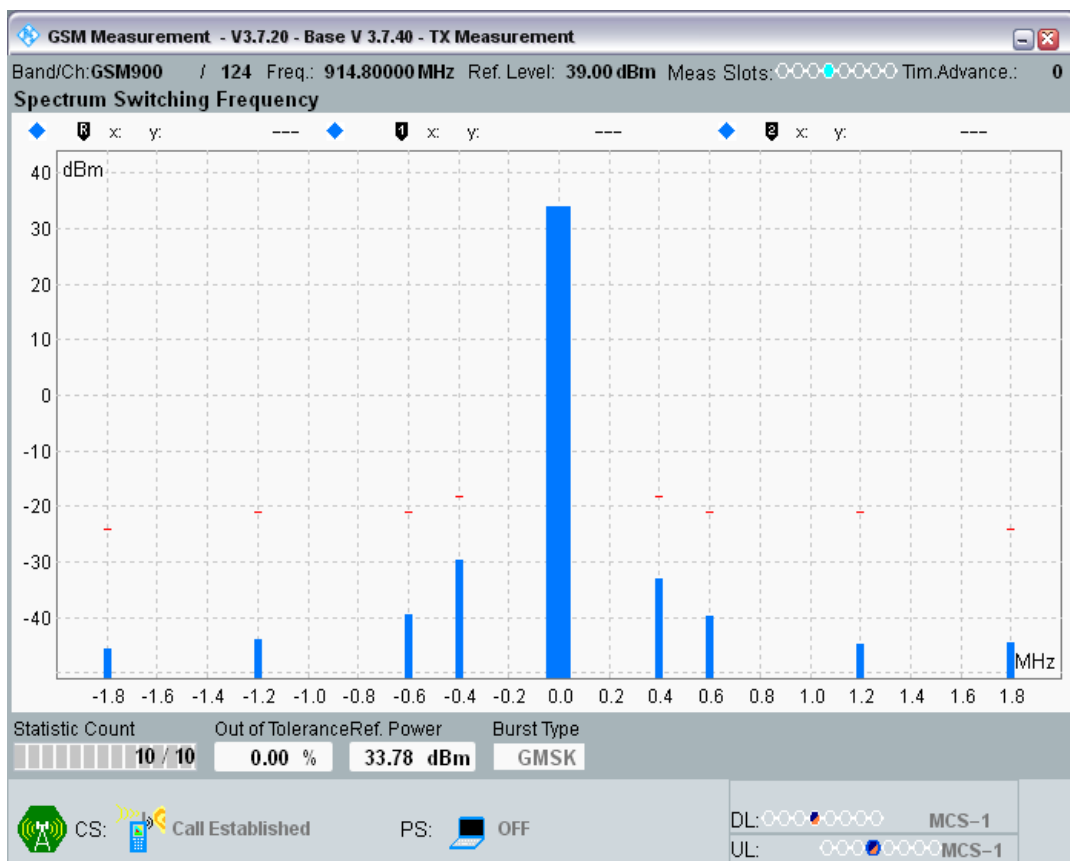 GSM Measurement - V3.7.20 - Base V 3.7.40 - TX Measurement
Band/Ch:GSM900 / 124 Freq.: 914.80000 MHz Ref. Level: 39.00 dBm Meas Slots: Tim.Advance.: 0
Spectrum Switching Frequency
R x: y: --- 1 x: y: --- 2 x: y: ---
dBm
40
30
20
10
0
-10
-20
-30
-40
MHz
-1.8 -1.6 -1.4 -1.2 -1.0 -0.8 -0.6 -0.4 -0.2 0.0 0.2 0.4 0.6 0.8 1.0 1.2 1.4 1.6 1.8
Statistic Count Out of Tolerance Ref. Power Burst Type
10 / 10 0.00 % 33.78 dBm GMSK
CS: Call Established PS: OFF
DL: MCS-1
UL: MCS-1